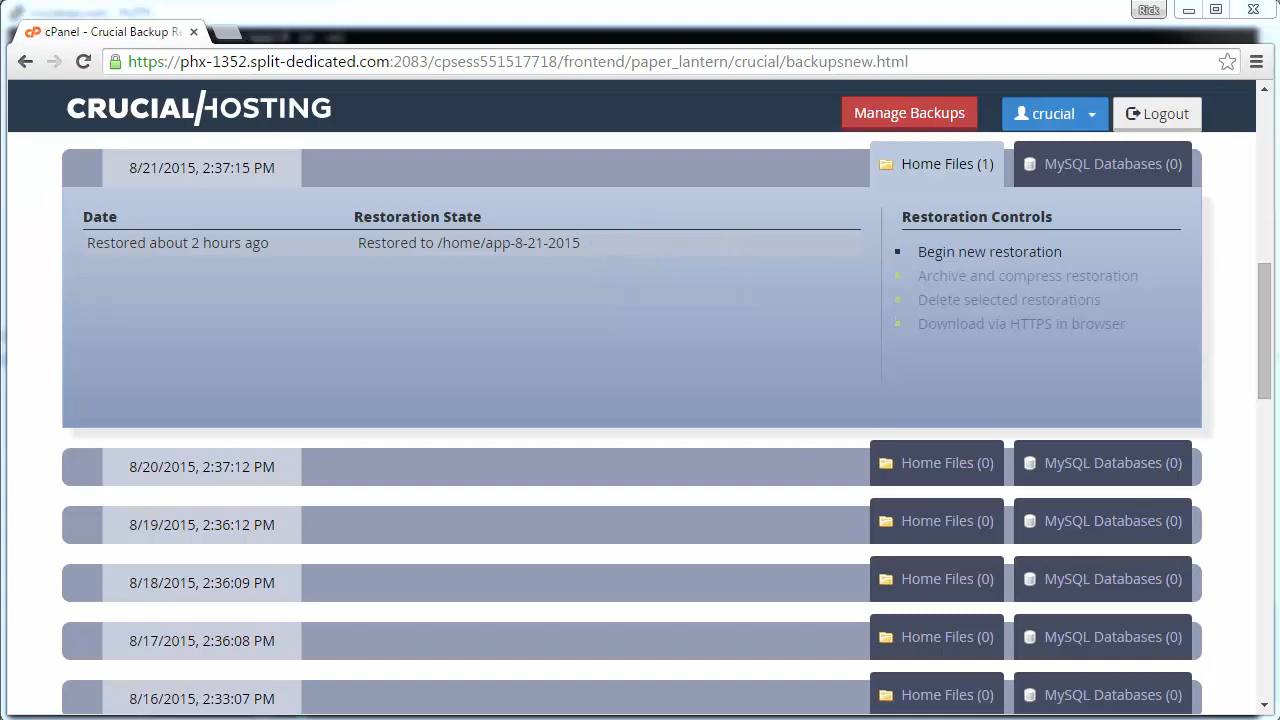 Rick
cPanel - Crucial Backup Re
https://phx-1352.split-dedicated.com:2083/cpsess551517718/frontend/paper_lantern/crucial/backupsnew.html
CRUCIAL/HOSTING
Manage Backups
crucial
Logout
8/21/2015, 2:37:15 PM
Home Files (1)
MySQL Databases (0)
Date
Restoration State
Restoration Controls
Restored about 2 hours ago
Restored to /home/app-8-21-2015
Begin new restoration
Archive and compress restoration
Delete selected restorations
Download via HTTPS in browser
8/20/2015, 2:37:12 PM
Home Files (0)
MySQL Databases (0)
8/19/2015, 2:36:12 PM
Home Files (0)
MySQL Databases (0)
8/18/2015, 2:36:09 PM
Home Files (0)
MySQL Databases (0)
8/17/2015, 2:36:08 PM
Home Files (0)
MySQL Databases (0)
8/16/2015, 2:33:07 PM
Home Files (0)
MySQL Databases (0)